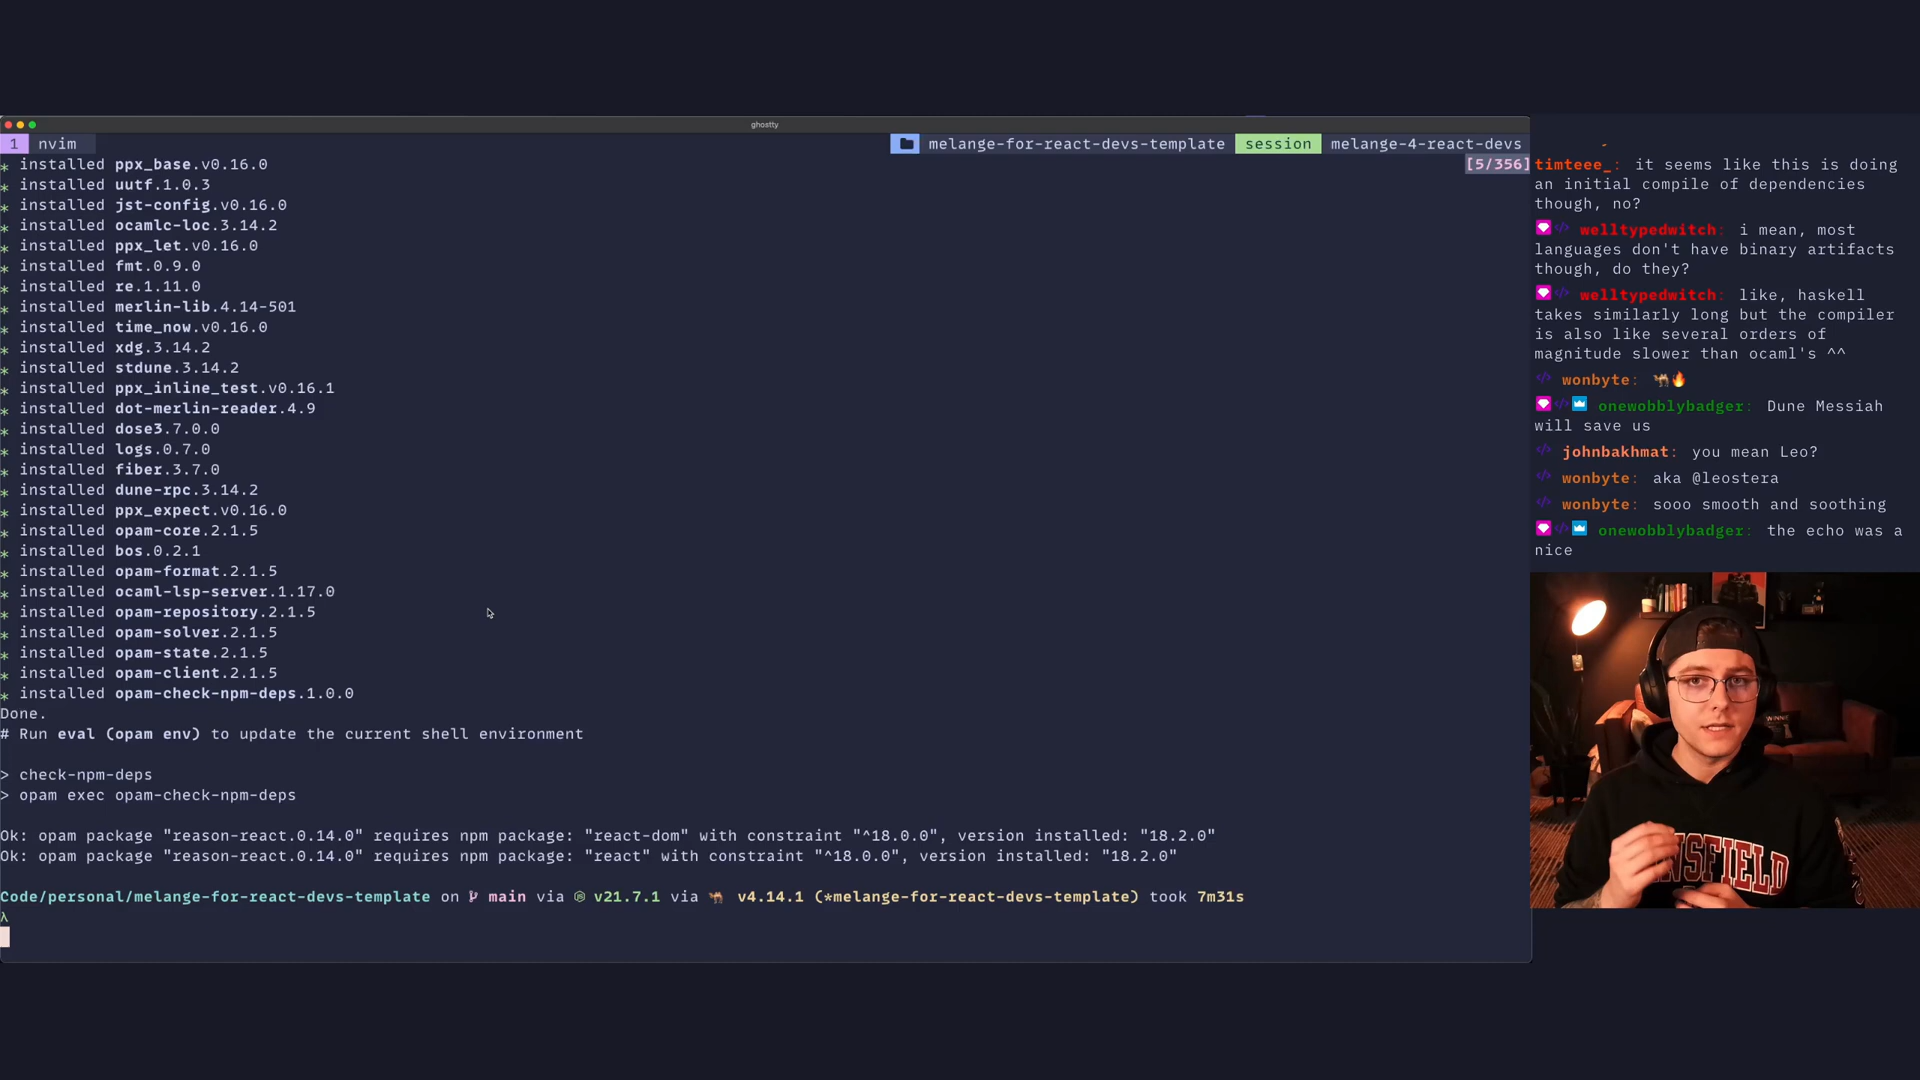 ghostty
1 nvim
melange-for-react-devs-template session melange-4-react-devs
[5/356]
* installed ppx_base.v0.16.0
* installed uutf.1.0.3
* installed jst-config.v0.16.0
* installed ocamlc-loc.3.14.2
* installed ppx_let.v0.16.0
* installed fmt.0.9.0
* installed re.1.11.0
* installed merlin-lib.4.14-501
* installed time_now.v0.16.0
* installed xdg.3.14.2
* installed stdune.3.14.2
* installed ppx_inline_test.v0.16.1
* installed dot-merlin-reader.4.9
* installed dose3.7.0.0
* installed logs.0.7.0
* installed fiber.3.7.0
* installed dune-rpc.3.14.2
* installed ppx_expect.v0.16.0
* installed opam-core.2.1.5
* installed bos.0.2.1
* installed opam-format.2.1.5
* installed ocaml-lsp-server.1.17.0
* installed opam-repository.2.1.5
* installed opam-solver.2.1.5
* installed opam-state.2.1.5
* installed opam-client.2.1.5
* installed opam-check-npm-deps.1.0.0
Done.
# Run eval (opam env) to update the current shell environment
> check-npm-deps
> opam exec opam-check-npm-deps
Ok: opam package "reason-react.0.14.0" requires npm package: "react-dom" with constraint "^18.0.0", version installed: "18.2.0"
Ok: opam package "reason-react.0.14.0" requires npm package: "react" with constraint "^18.0.0", version installed: "18.2.0"
Code/personal/melange-for-react-devs-template on main via v21.7.1 via 🐫 v4.14.1 (*melange-for-react-devs-template) took 7m31s
λ
timteee_: it seems like this is doing
an initial compile of dependencies
though, no?
welltypedwitch: i mean, most
languages don't have binary artifacts
though, do they?
welltypedwitch: like, haskell
takes similarly long but the compiler
is also like several orders of
magnitude slower than ocaml's ^^
wonbyte: 🐫🔥
onewobblybadger: Dune Messiah
will save us
johnbakhmat: you mean Leo?
wonbyte: aka @leostera
wonbyte: sooo smooth and soothing
onewobblybadger: the echo was a
nice
WINNIE
NSFIELD